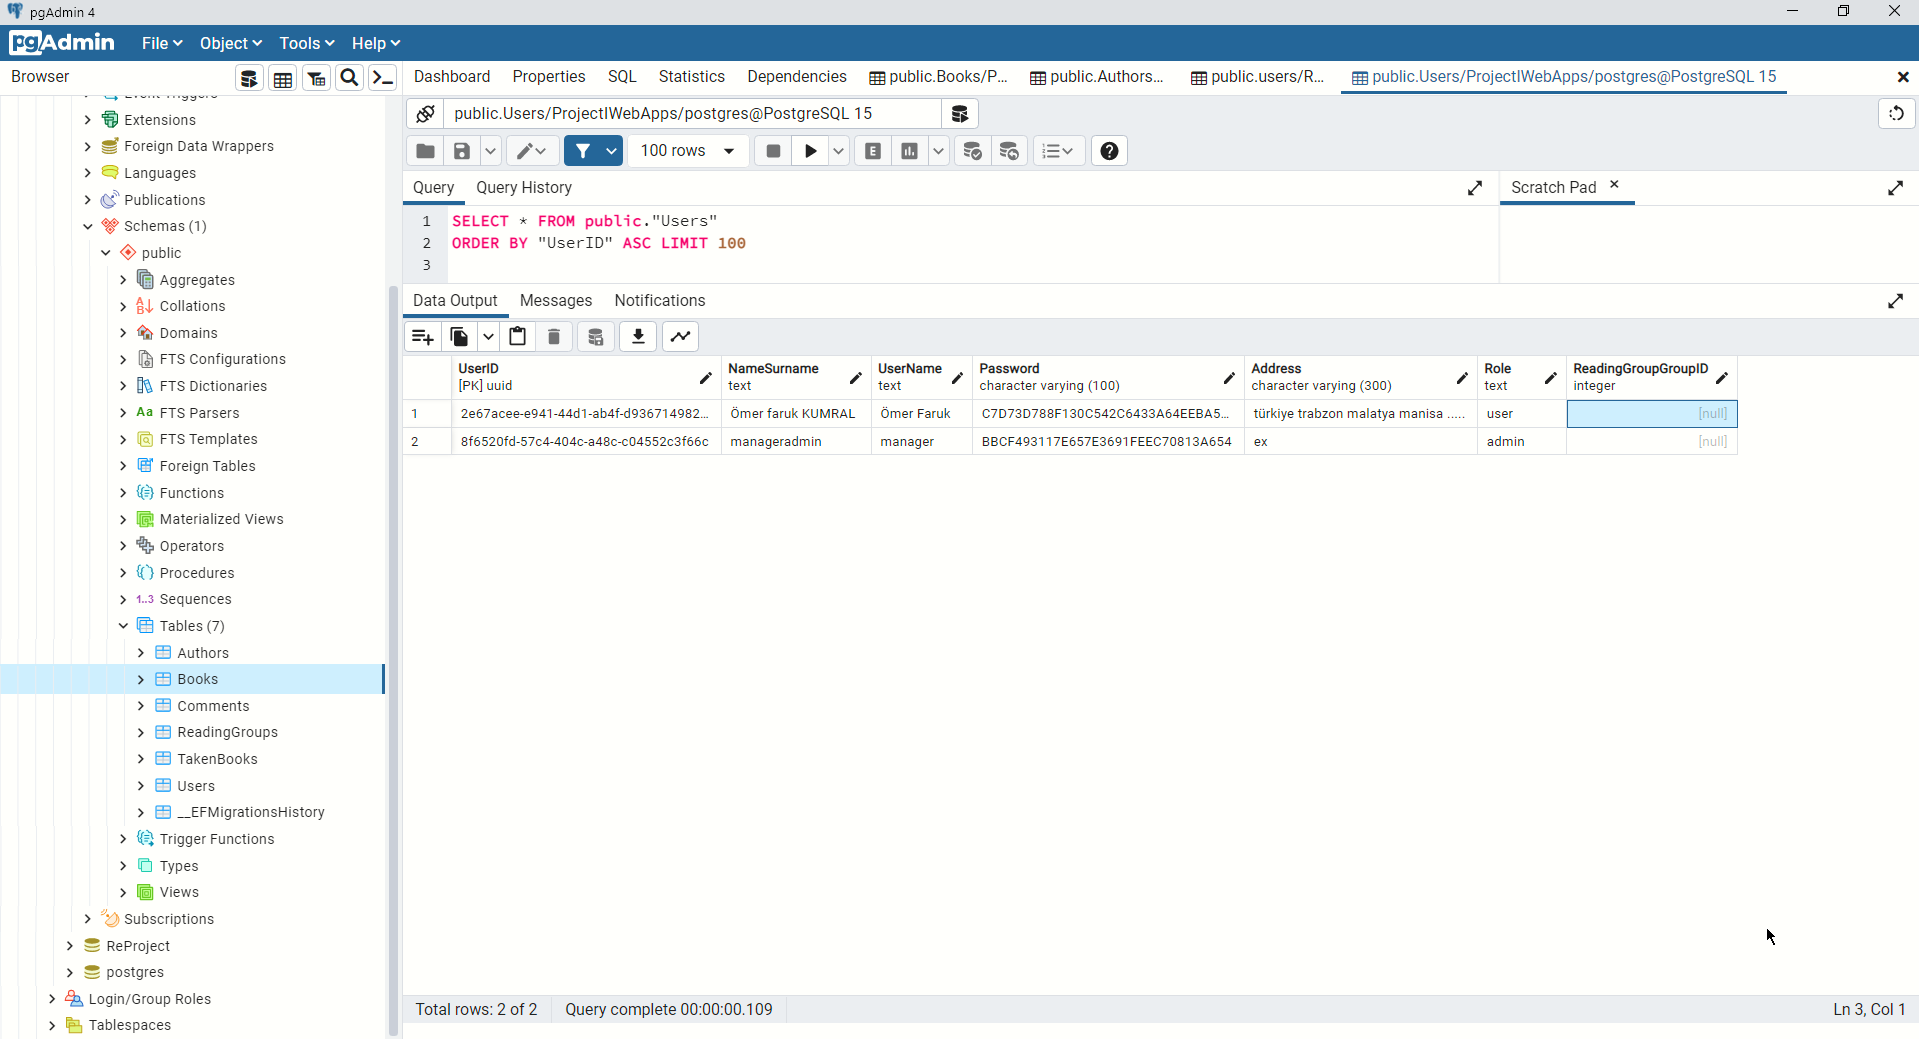 pgAdmin 4
pgAdmin File Object Tools Help
Browser
Dashboard Properties SQL Statistics Dependencies public.Books/P... public.Authors... public.users/R... public.Users/ProjectIWebApps/postgres@PostgreSQL 15
public.Users/ProjectIWebApps/postgres@PostgreSQL 15
100 rows
E
Query Query History
Scratch Pad
1 SELECT * FROM public."Users"
2 ORDER BY "UserID" ASC LIMIT 100
3
Data Output Messages Notifications
UserID NameSurname UserName Password Address Role ReadingGroupGroupID
[PK] uuid text text character varying (100) character varying (300) text integer
1 2e67acee-e941-44d1-ab4f-d936714982... Ömer faruk KUMRAL Ömer Faruk C7D73D788F130C542C6433A64EEBA5... türkiye trabzon malatya manisa ..... user [null]
2 8f6520fd-57c4-404c-a48c-c04552c3f66c manageradmin manager BBCF493117E657E3691FEEC70813A654 ex admin [null]
Event Triggers
Extensions
Foreign Data Wrappers
Languages
Publications
Schemas (1)
public
Aggregates
Collations
Domains
FTS Configurations
FTS Dictionaries
Aa FTS Parsers
FTS Templates
Foreign Tables
Functions
Materialized Views
Operators
Procedures
1..3 Sequences
Tables (7)
Authors
Books
Comments
ReadingGroups
TakenBooks
Users
__EFMigrationsHistory
Trigger Functions
Types
Views
Subscriptions
ReProject
postgres
Login/Group Roles
Tablespaces
Total rows: 2 of 2 Query complete 00:00:00.109
Ln 3, Col 1